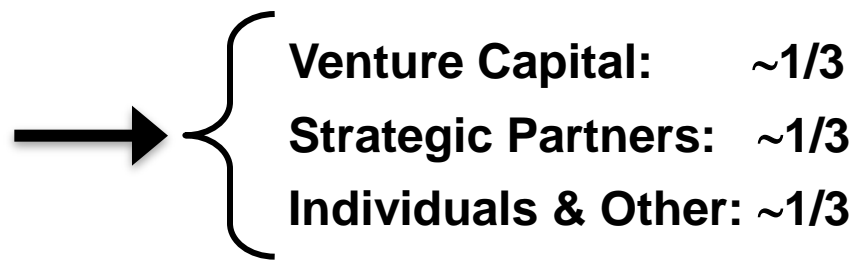 Venture Capital: ~1/3
Strategic Partners: ~1/3
Individuals & Other: ~1/3